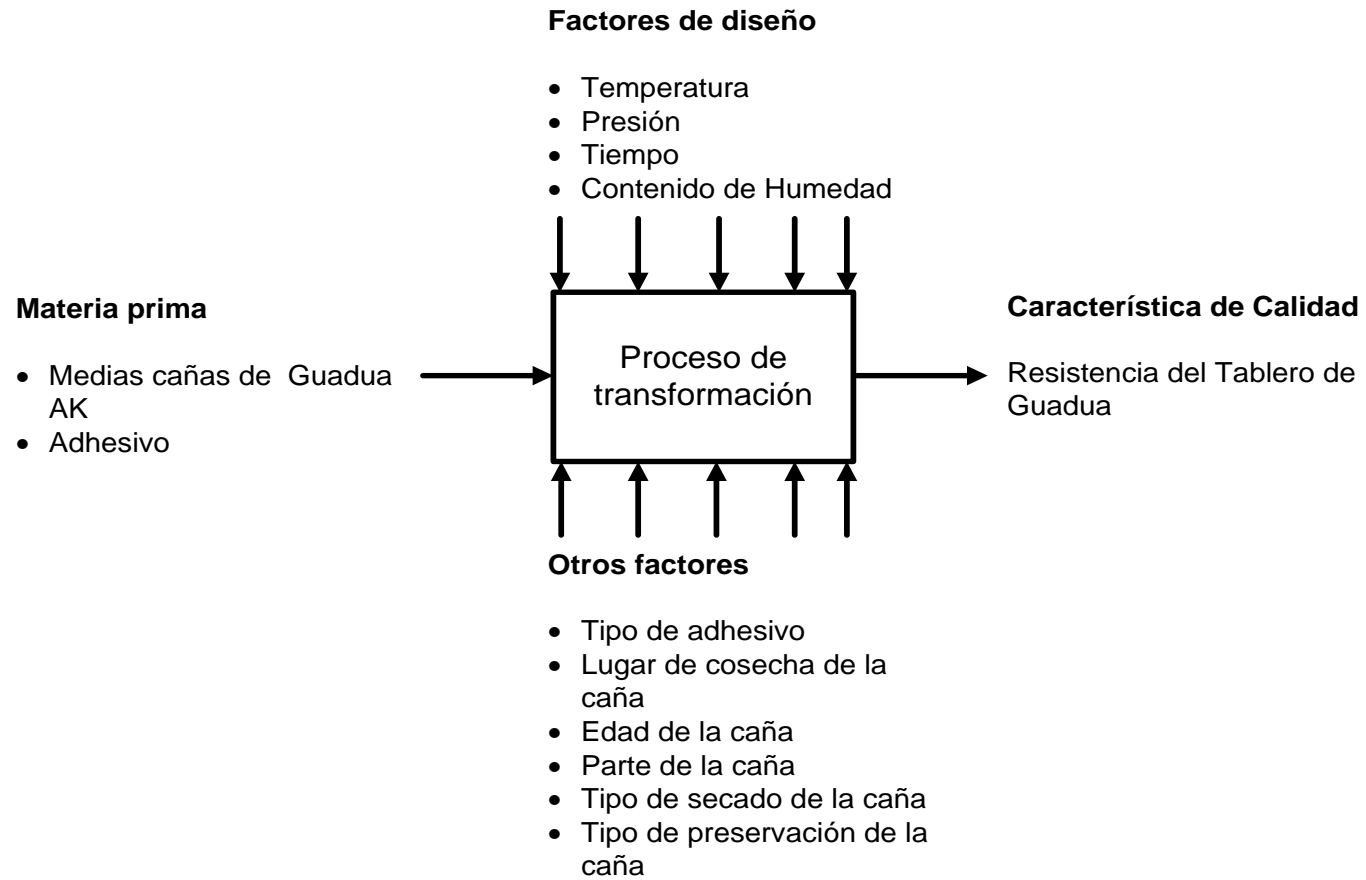 Factores de diseño
• Temperatura
• Presión
• Tiempo
• Contenido de Humedad
Materia prima
• Medias cañas de Guadua
AK
• Adhesivo
Proceso de
transformación
Característica de Calidad
Resistencia del Tablero de
Guadua
Otros factores
• Tipo de adhesivo
• Lugar de cosecha de la
caña
• Edad de la caña
• Parte de la caña
• Tipo de secado de la caña
• Tipo de preservación de la
caña